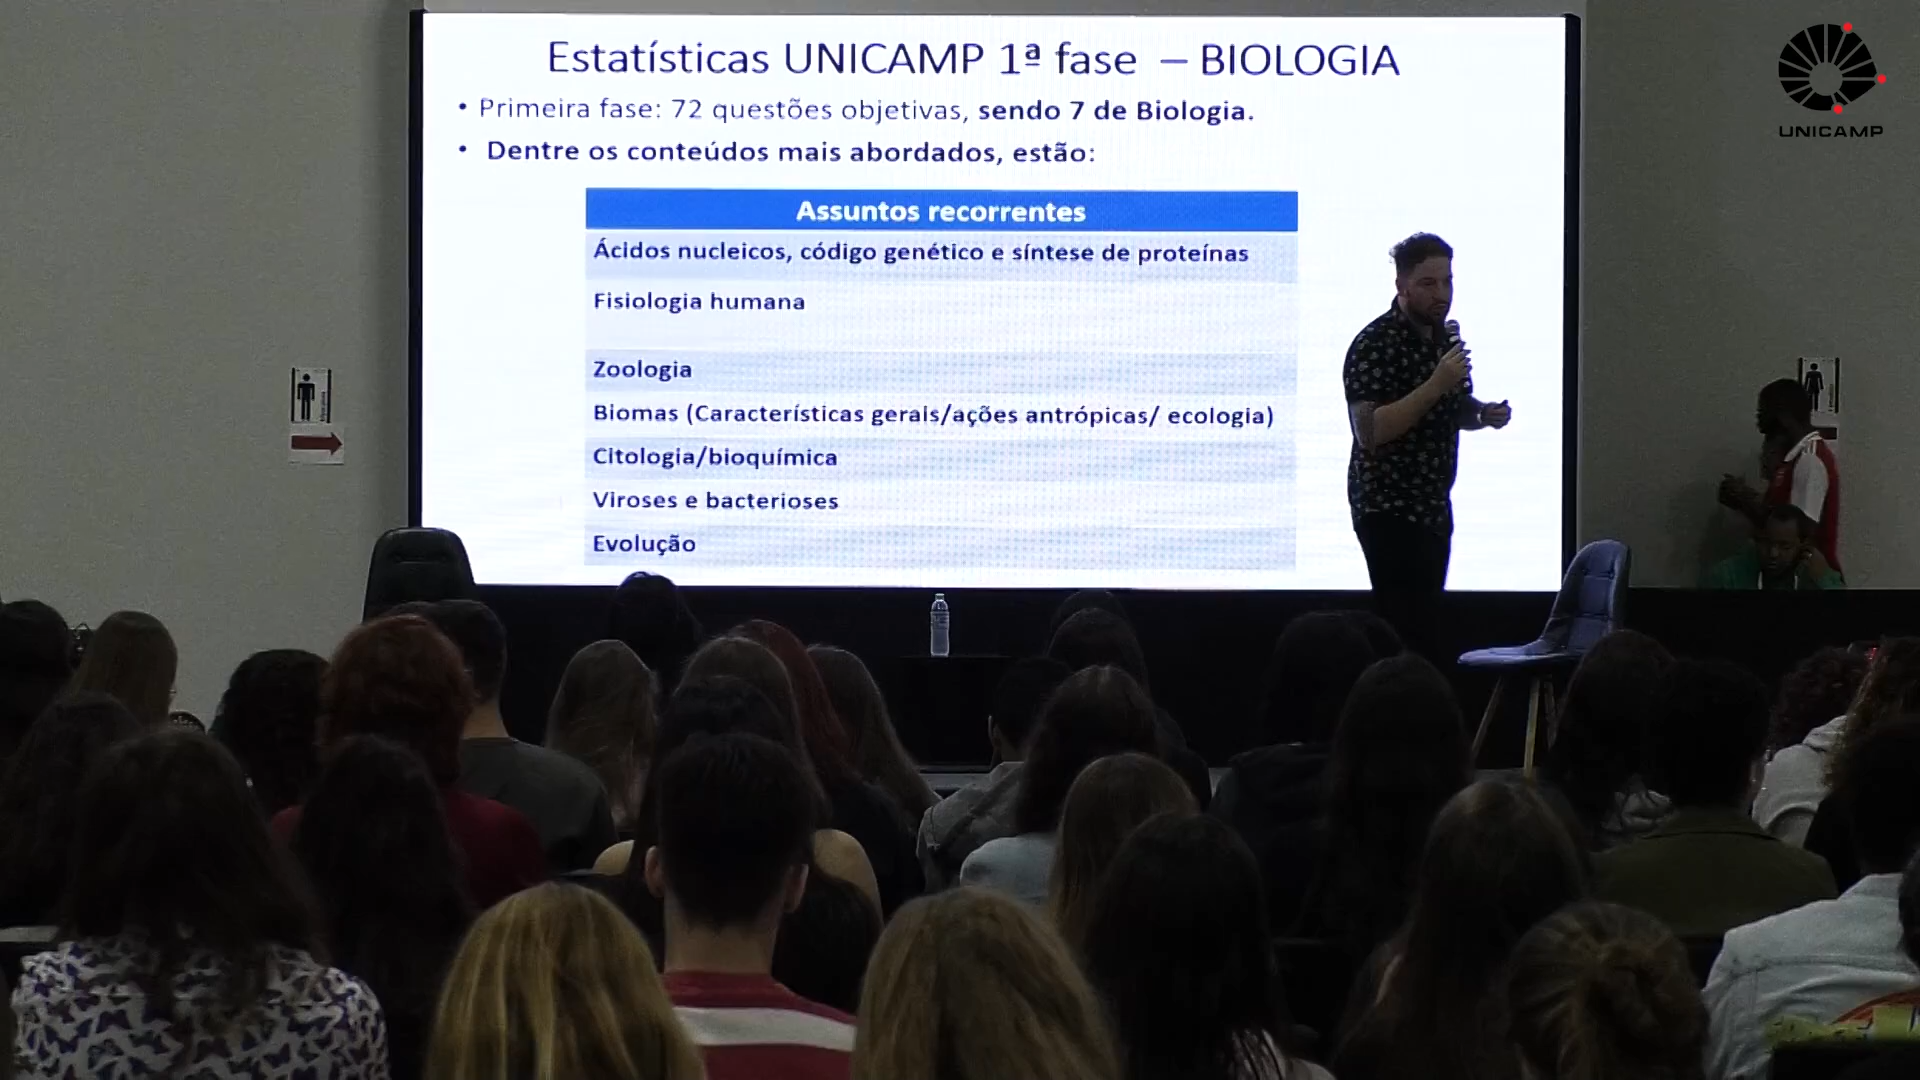 Estatísticas UNICAMP 1ª fase – BIOLOGIA
• Primeira fase: 72 questões objetivas, sendo 7 de Biologia.
• Dentre os conteúdos mais abordados, estão:
Assuntos recorrentes
Ácidos nucleicos, código genético e síntese de proteínas
Fisiologia humana
Zoologia
Biomas (Características gerais/ações antrópicas/ ecologia)
Citologia/bioquímica
Viroses e bacterioses
Evolução
UNICAMP